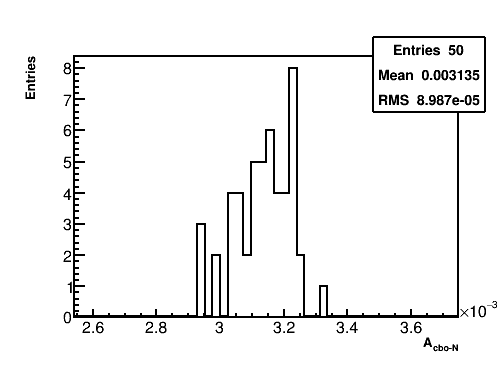 Entries 50
Mean 0.003135
RMS 8.987e-05
Entries
8
7
6
5
4
3
2
1
0
2.6 2.8 3 3.2 3.4 3.6
×10⁻³
A_cbo-N